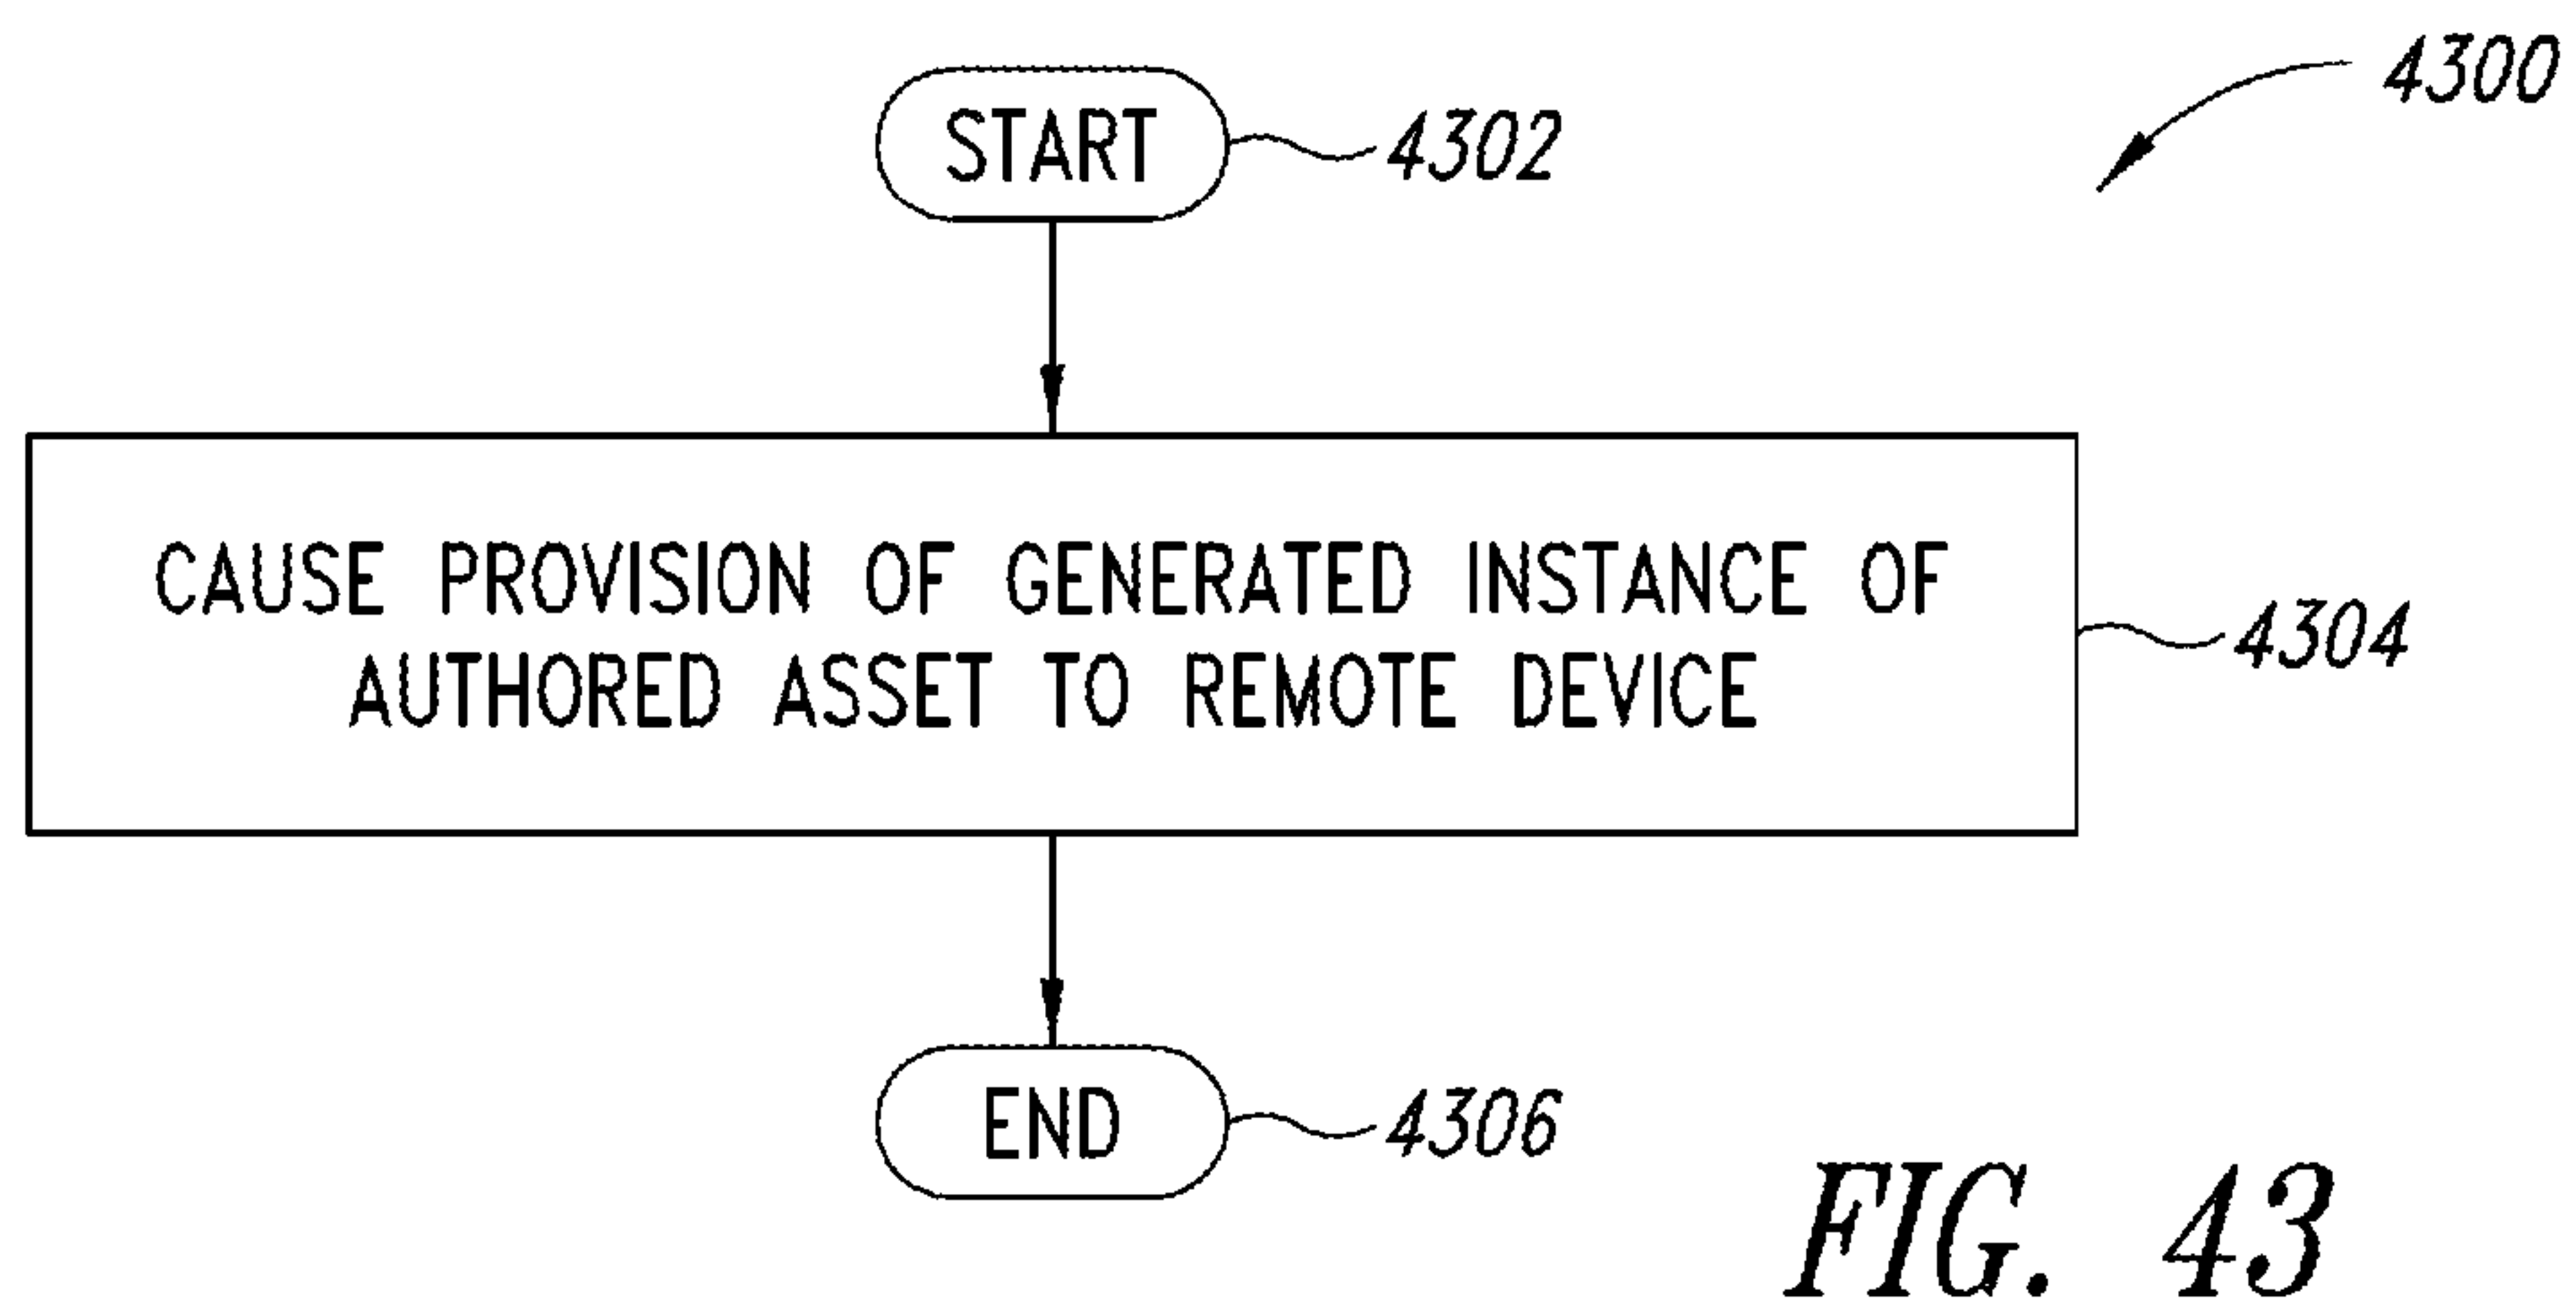 4300
START
4302
CAUSE PROVISION OF GENERATED INSTANCE OF
AUTHORED ASSET TO REMOTE DEVICE
4304
END
4306
FIG. 43